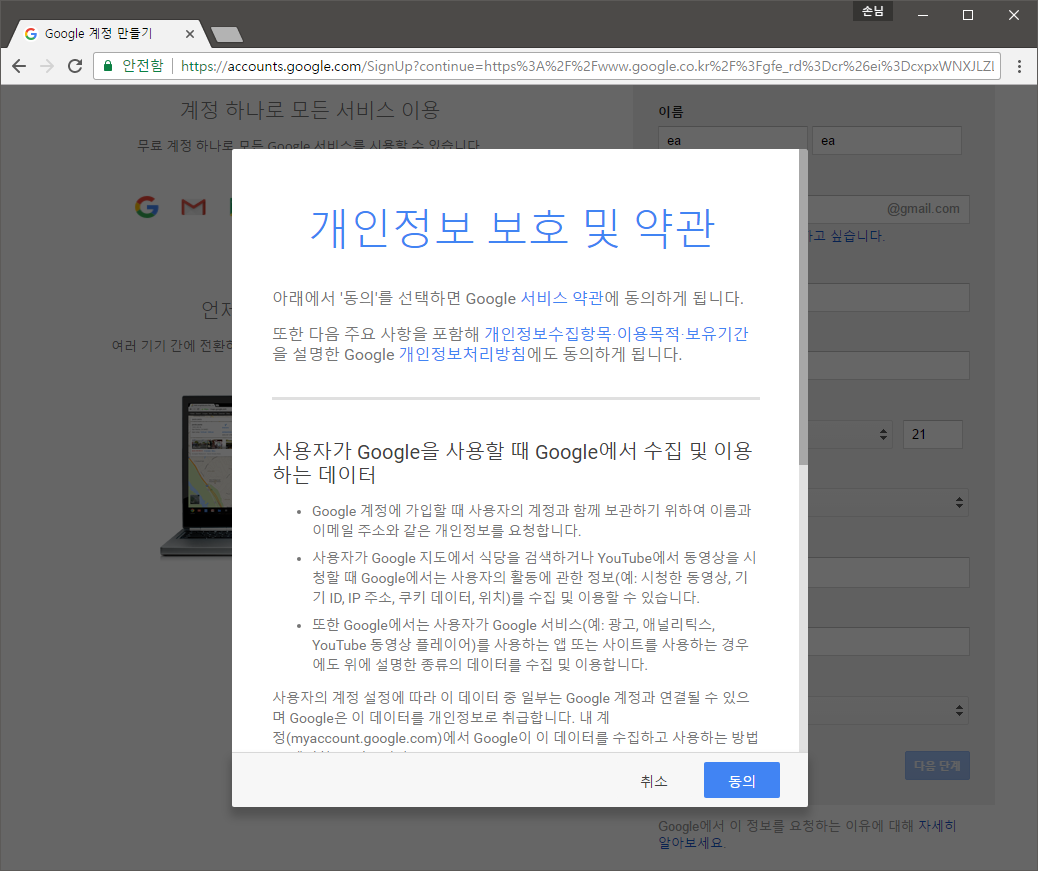 손님
Google 계정 만들기
안전함
https://accounts.google.com/SignUp?continue=https%3A%2F%2Fwww.google.co.kr%2F%3Fgfe_rd%3Dcr%26ei%3DcxpxWNXJLZL
계정 하나로 모든 서비스 이용
무료 계정 하나로 모든 Google 서비스를 사용할 수 있습니다
이름
ea
ea
@gmail.com
고 싶습니다.
언제
여러 기기 간에 전환하
21
다음 단계
Google에서 이 정보를 요청하는 이유에 대해 자세히
알아보세요.
개인정보 보호 및 약관
아래에서 '동의'를 선택하면 Google 서비스 약관에 동의하게 됩니다.
또한 다음 주요 사항을 포함해 개인정보수집항목·이용목적·보유기간
을 설명한 Google 개인정보처리방침에도 동의하게 됩니다.
사용자가 Google을 사용할 때 Google에서 수집 및 이용
하는 데이터
• Google 계정에 가입할 때 사용자의 계정과 함께 보관하기 위하여 이름과
이메일 주소와 같은 개인정보를 요청합니다.
• 사용자가 Google 지도에서 식당을 검색하거나 YouTube에서 동영상을 시
청할 때 Google에서는 사용자의 활동에 관한 정보(예: 시청한 동영상, 기
기 ID, IP 주소, 쿠키 데이터, 위치)를 수집 및 이용할 수 있습니다.
• 또한 Google에서는 사용자가 Google 서비스(예: 광고, 애널리틱스,
YouTube 동영상 플레이어)를 사용하는 앱 또는 사이트를 사용하는 경우
에도 위에 설명한 종류의 데이터를 수집 및 이용합니다.
사용자의 계정 설정에 따라 이 데이터 중 일부는 Google 계정과 연결될 수 있으
며 Google은 이 데이터를 개인정보로 취급합니다. 내 계
정(myaccount.google.com)에서 Google이 이 데이터를 수집하고 사용하는 방법
취소
동의